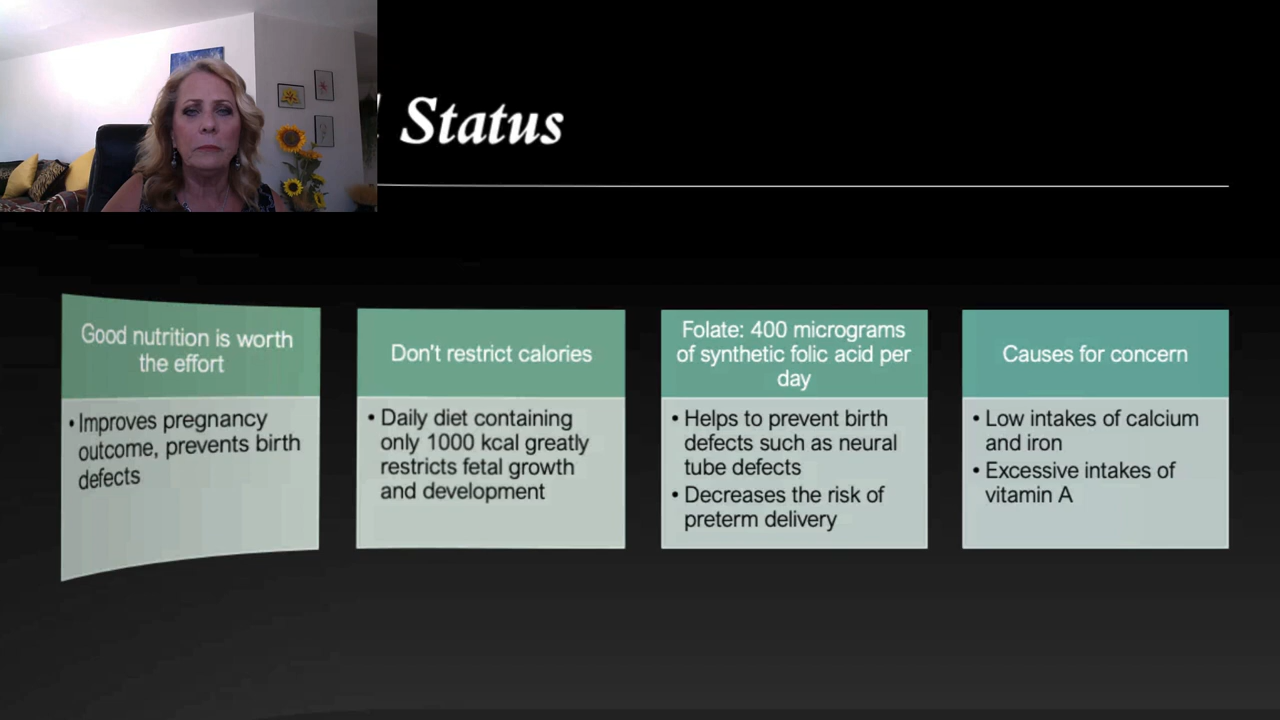 Status
Good nutrition is worth
the effort
• Improves pregnancy
outcome, prevents birth
defects
Don't restrict calories
• Daily diet containing
only 1000 kcal greatly
restricts fetal growth
and development
Folate: 400 micrograms
of synthetic folic acid per
day
• Helps to prevent birth
defects such as neural
tube defects
• Decreases the risk of
preterm delivery
Causes for concern
• Low intakes of calcium
and iron
• Excessive intakes of
vitamin A